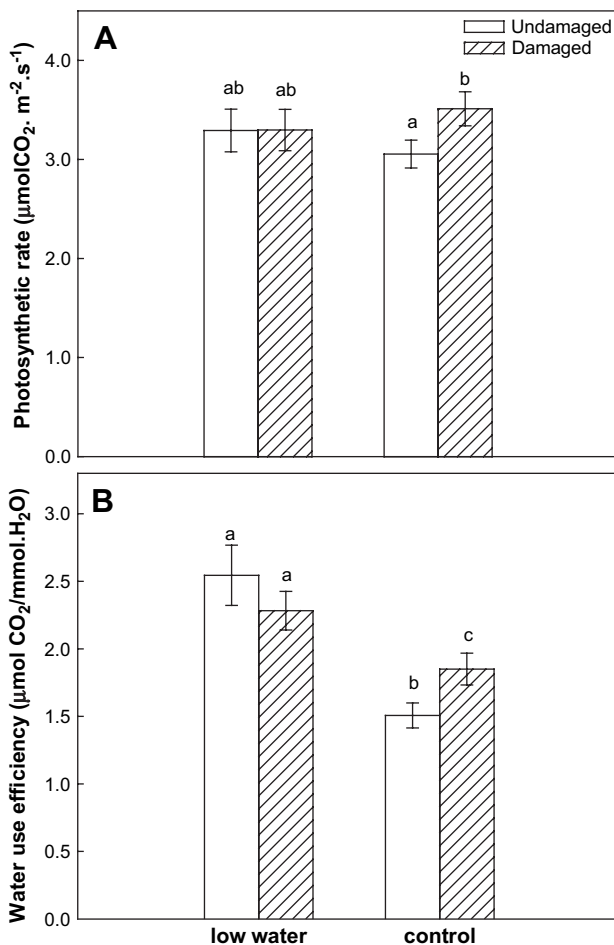 A
Undamaged
Damaged
Photosynthetic rate (μmolCO₂. m⁻².s⁻¹)
4.0
3.0
2.0
1.0
0.0
ab
ab
a
b
B
Water use efficiency (μmol CO₂/mmol.H₂O)
3.0
2.5
2.0
1.5
1.0
0.5
0.0
a
a
b
c
low water
control